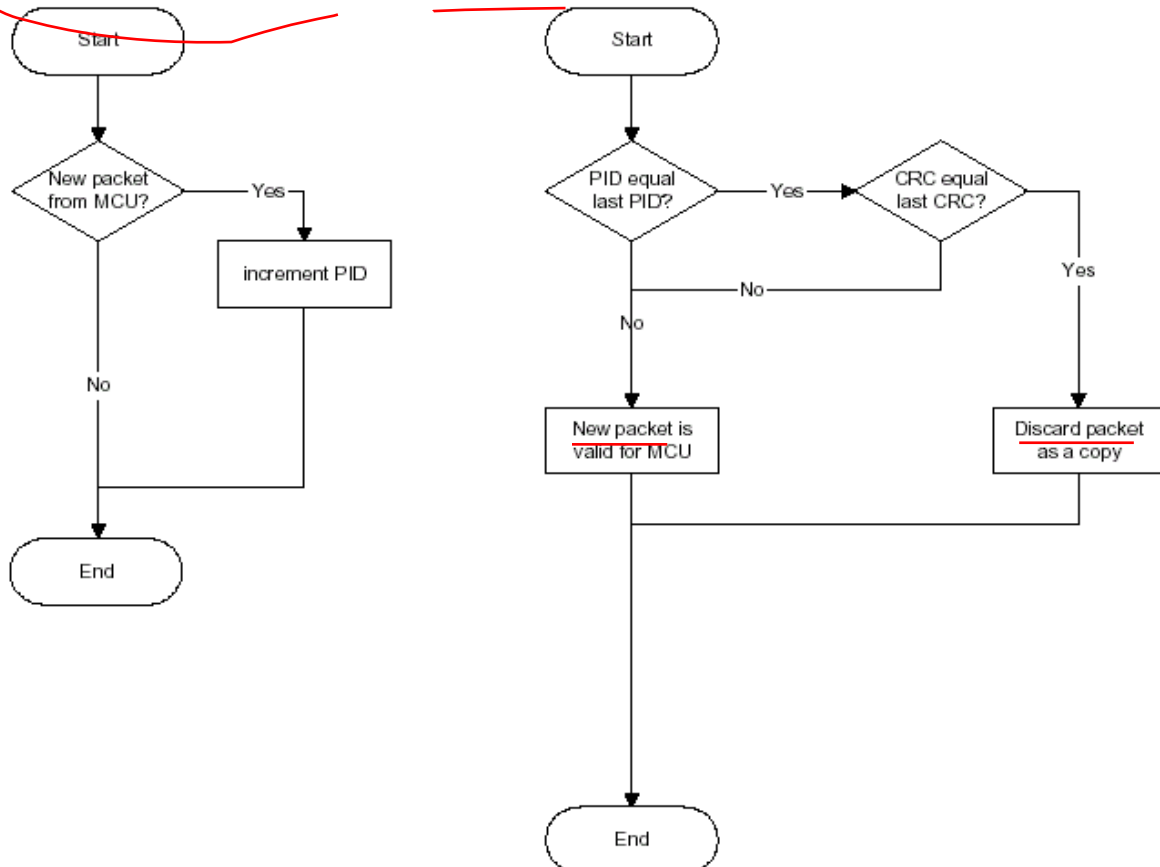 Start
New packet
from MCU?
Yes
increment PID
No
End
Start
PID equal
last PID?
Yes
CRC equal
last CRC?
No
Yes
No
New packet is
valid for MCU
Discard packet
as a copy
End